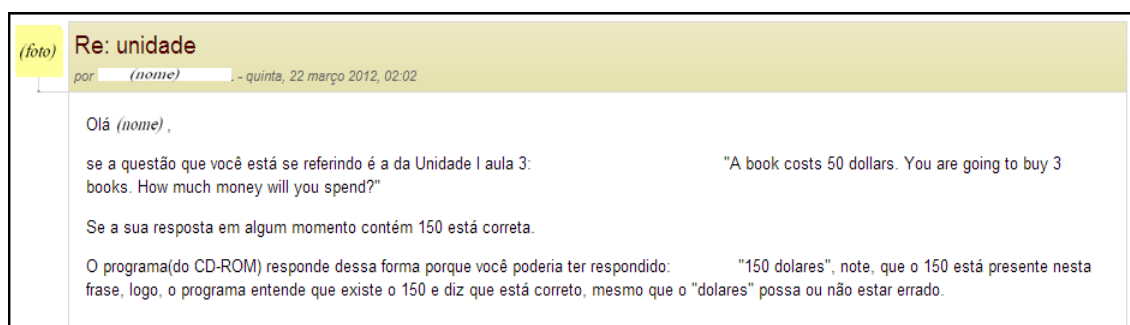 (foto)
Re: unidade
por (nome) . - quinta, 22 março 2012, 02:02
Olá (nome) ,
se a questão que você está se referindo é a da Unidade I aula 3: "A book costs 50 dollars. You are going to buy 3
books. How much money will you spend?"
Se a sua resposta em algum momento contém 150 está correta.
O programa(do CD-ROM) responde dessa forma porque você poderia ter respondido: "150 dolares", note, que o 150 está presente nesta
frase, logo, o programa entende que existe o 150 e diz que está correto, mesmo que o "dolares" possa ou não estar errado.